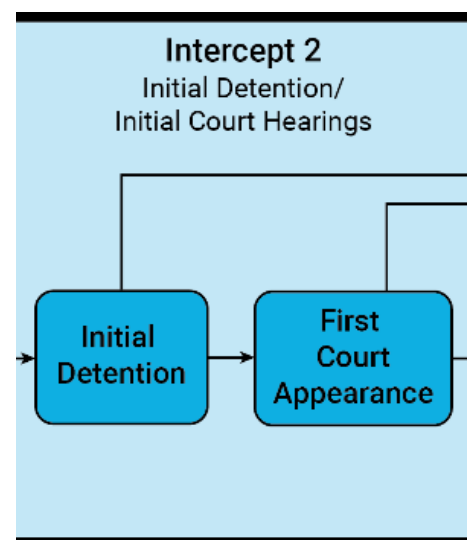 Intercept 2
Initial Detention/
Initial Court Hearings
Initial
Detention
First
Court
Appearance